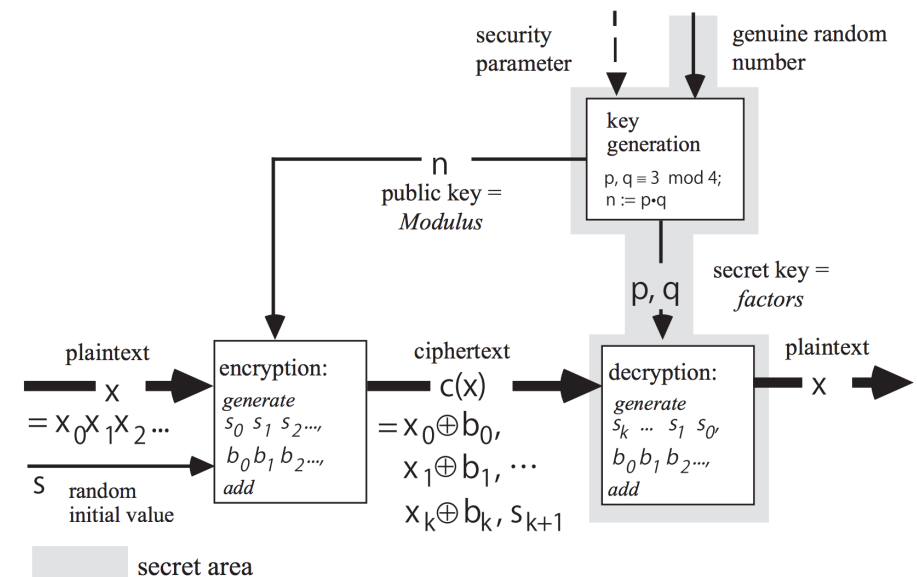 security
parameter
genuine random
number
key
generation
p, q ≡ 3 mod 4;
n := p•q
n
public key =
Modulus
p, q
secret key =
factors
plaintext
x
= x₀x₁x₂...
s
random
initial value
encryption:
generate
s₀ s₁ s₂...,
b₀b₁b₂...,
add
ciphertext
c(x)
= x₀⊕b₀,
x₁⊕b₁, ...
xₖ⊕bₖ, sₖ₊₁
decryption:
generate
sₖ ... s₁ s₀,
b₀b₁b₂...,
add
plaintext
x
secret area